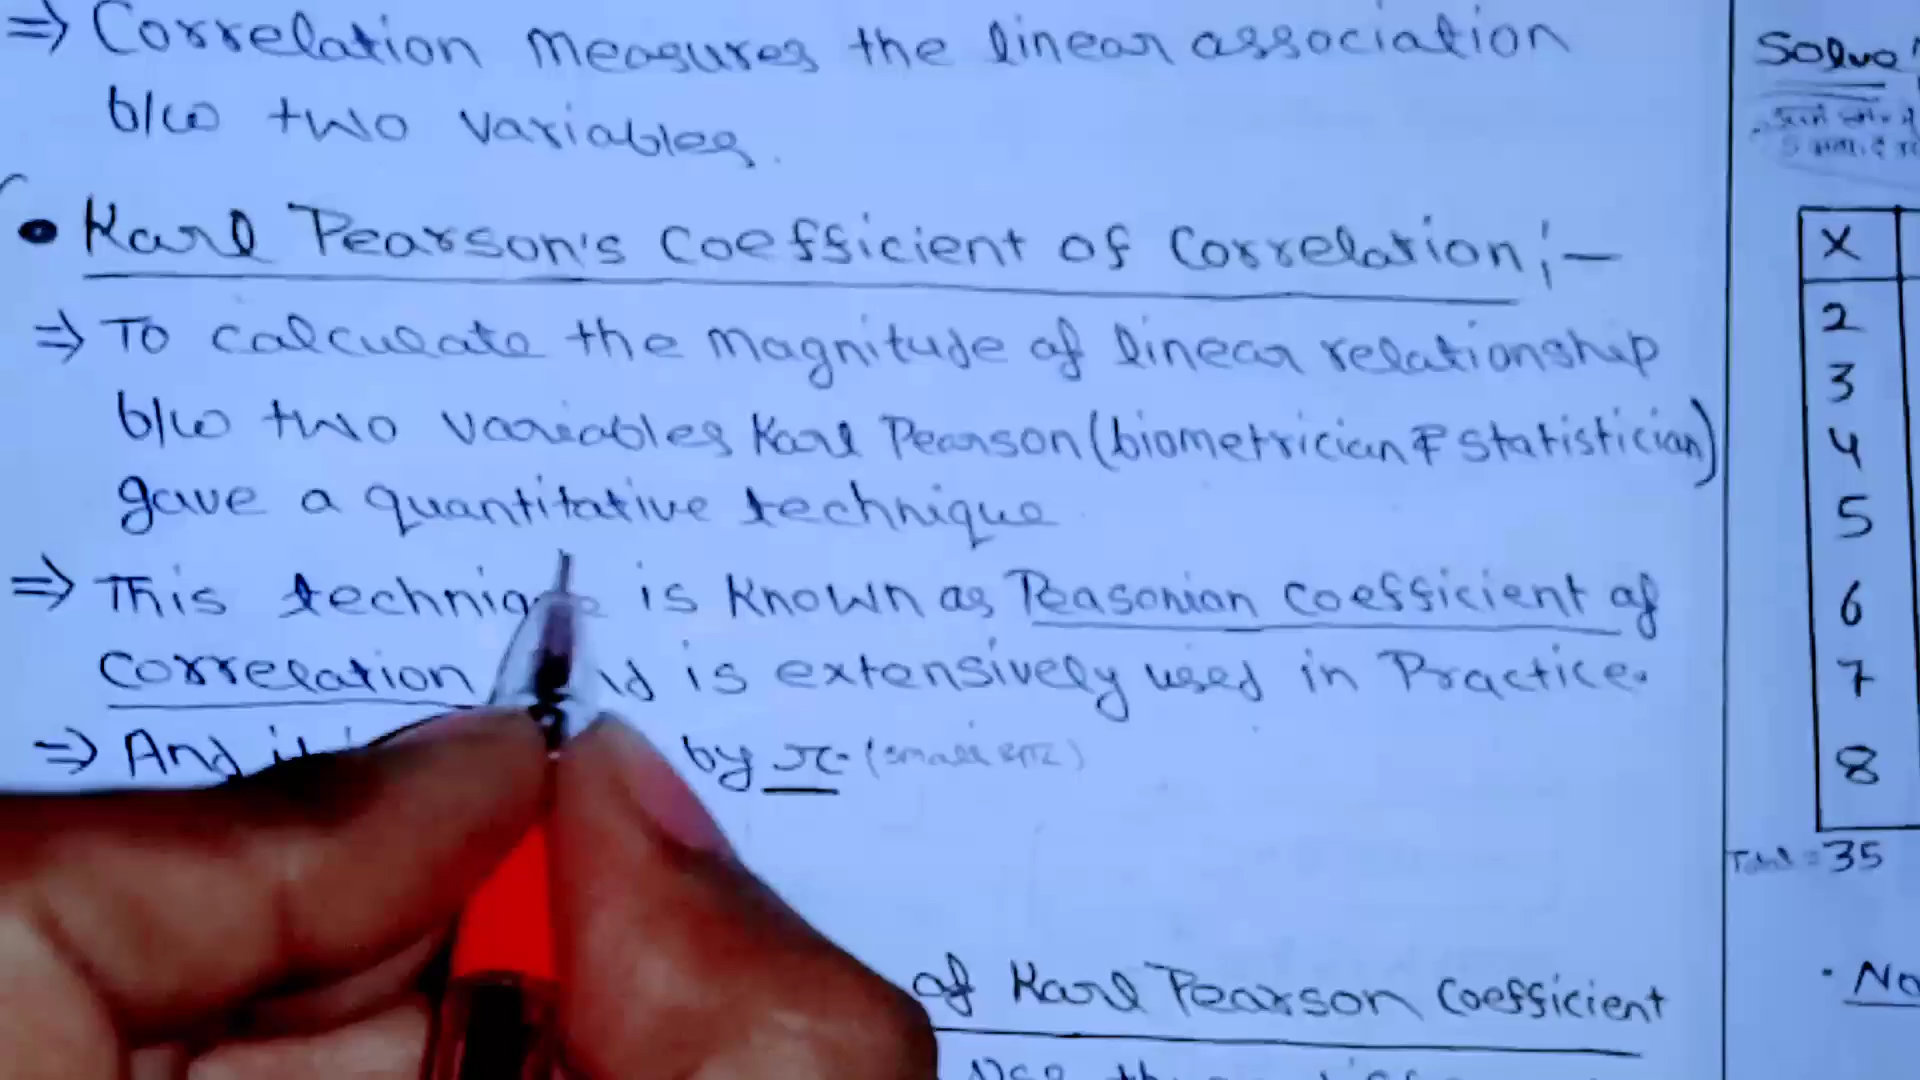 ⇒ Correlation measures the linear association
b/w two variables.
• Karl Pearson's Coefficient of Correlation;-
⇒ To calculate the magnitude of linear relationship
b/w two variables Karl Pearson (biometrician & statistician)
gave a quantitative technique
⇒ This technique is known as Peasonian coefficient of
correlation is extensively used in Practice.
⇒ And by r. (small
of Karl Pearson Coefficient
Solve
X
2
3
4
5
6
7
8
Total = 35